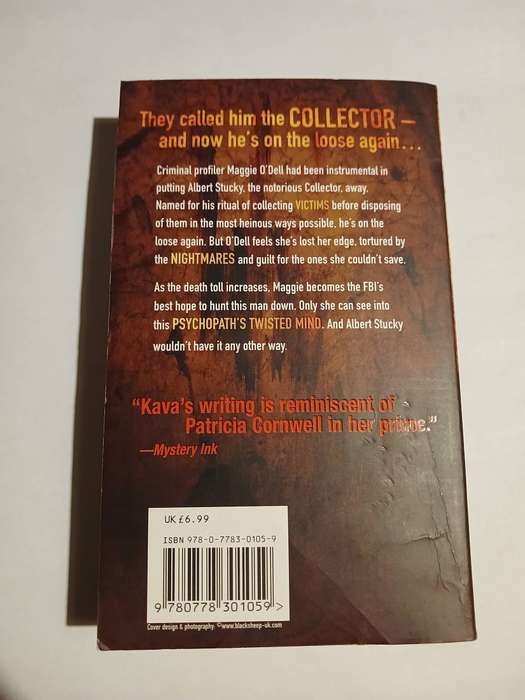 They called him the COLLECTOR –
and now he's on the loose again...
Criminal profiler Maggie O'Dell had been instrumental in
putting Albert Stucky, the notorious Collector, away.
Named for his ritual of collecting VICTIMS before disposing
of them in the most heinous ways possible, he's on the
loose again. But O'Dell feels she's lost her edge, tortured by
the NIGHTMARES and guilt for the ones she couldn't save.
As the death toll increases, Maggie becomes the FBI's
best hope to hunt this man down. Only she can see into
this PSYCHOPATH'S TWISTED MIND. And Albert Stucky
wouldn't have it any other way.
"Kava's writing is reminiscent of
Patricia Cornwell in her prime."
—Mystery Ink
UK £6.99
ISBN 978-0-7783-0105-9
9 780778 301059 >
Cover design & photography: ©www.blacksheep-uk.com